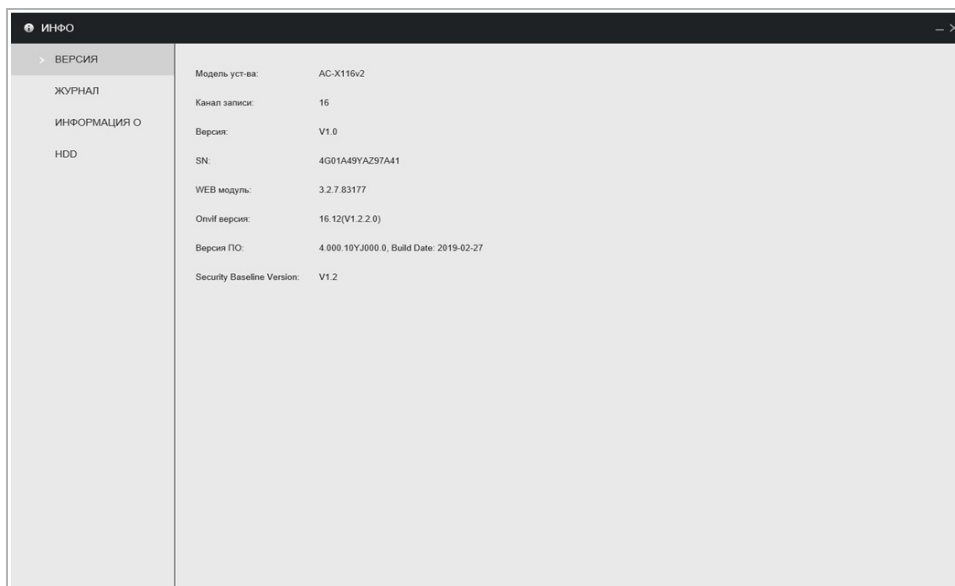 ИНФО
ВЕРСИЯ
ЖУРНАЛ
ИНФОРМАЦИЯ О
HDD
Модель уст-ва: AC-X116v2
Канал записи: 16
Версия: V1.0
SN: 4G01A49YAZ97A41
WEB модуль: 3.2.7.83177
Onvif версия: 16.12(V1.2.2.0)
Версия ПО: 4.000.10YJ000.0, Build Date: 2019-02-27
Security Baseline Version: V1.2